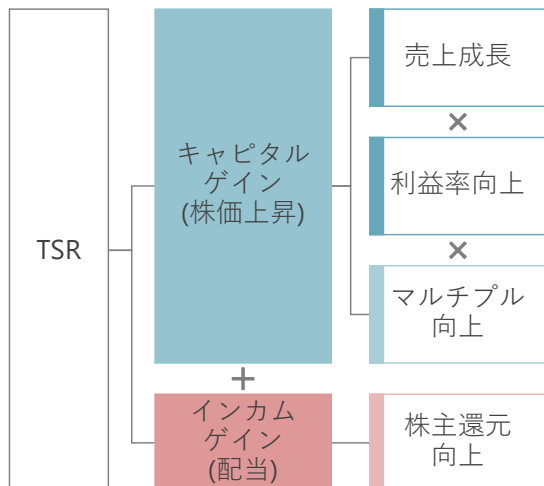 TSR
キャピタル
ゲイン
(株価上昇)
+
インカム
ゲイン
(配当)
売上成長
×
利益率向上
×
マルチプル
向上
株主還元
向上